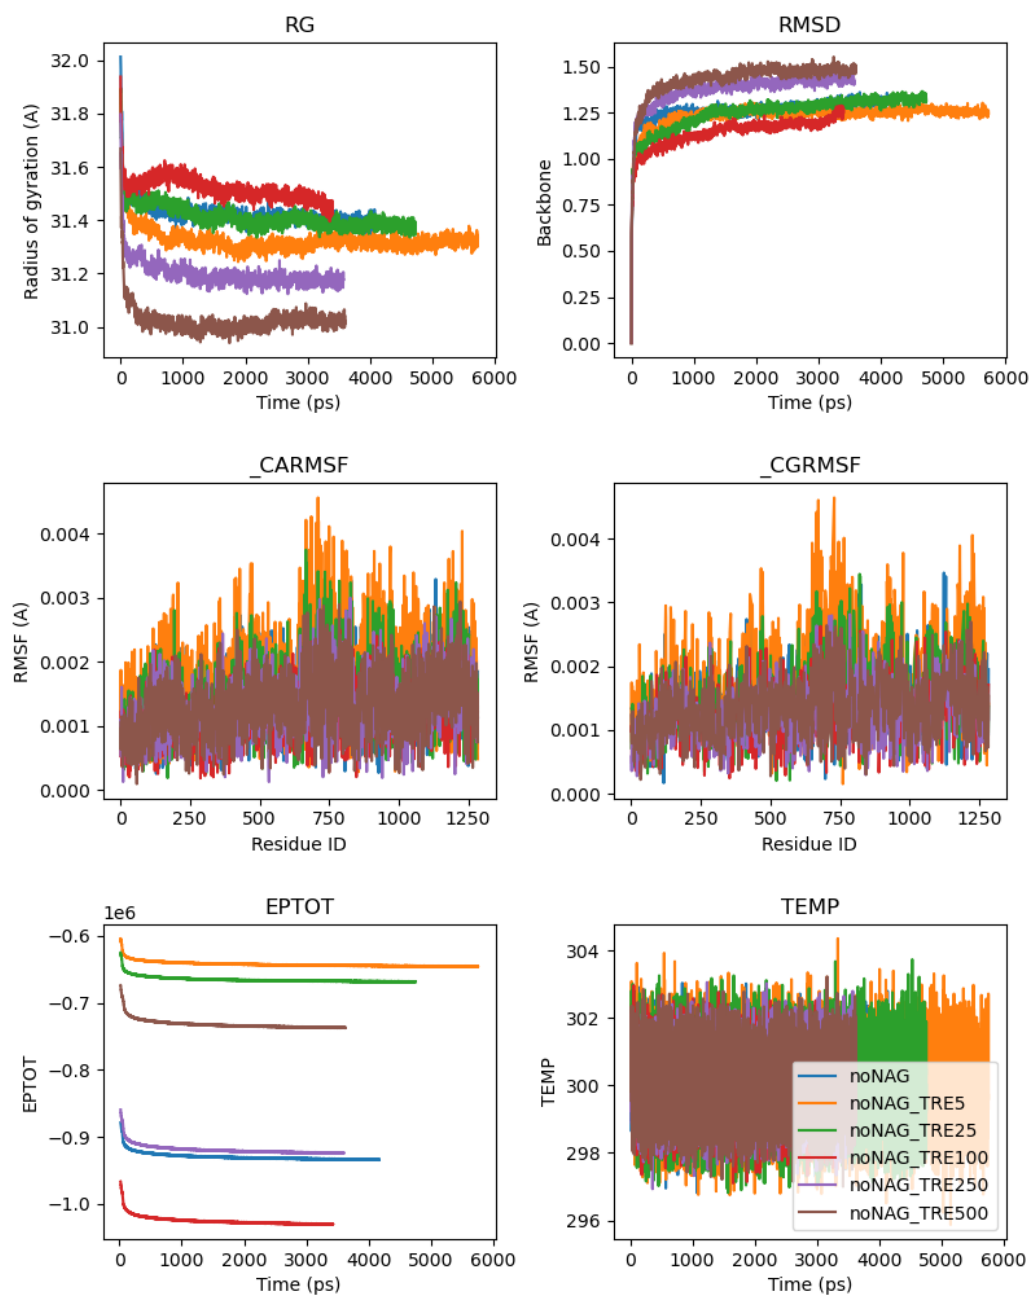 RG
RMSD
32.0
31.8
31.6
31.4
31.2
31.0
Radius of gyration (A)
0 1000 2000 3000 4000 5000 6000
Time (ps)
1.50
1.25
1.00
0.75
0.50
0.25
0.00
Backbone
0 1000 2000 3000 4000 5000 6000
Time (ps)
_CARMSF
_CGRMSF
0.004
0.003
0.002
0.001
0.000
RMSF (A)
0 250 500 750 1000 1250
Residue ID
0.004
0.003
0.002
0.001
0.000
RMSF (A)
0 250 500 750 1000 1250
Residue ID
EPTOT
TEMP
1e6
−0.6
−0.7
−0.8
−0.9
−1.0
EPTOT
0 1000 2000 3000 4000 5000 6000
Time (ps)
304
302
300
298
296
TEMP
noNAG
noNAG_TRE5
noNAG_TRE25
noNAG_TRE100
noNAG_TRE250
noNAG_TRE500
0 1000 2000 3000 4000 5000 6000
Time (ps)